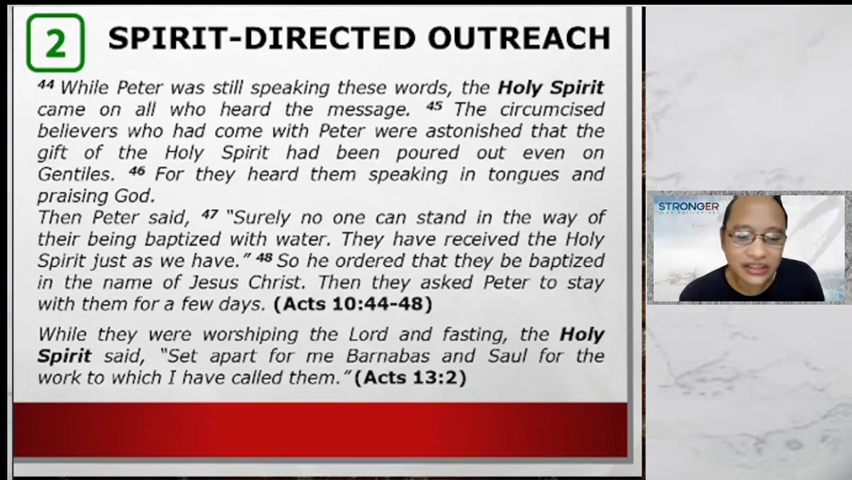 2 SPIRIT-DIRECTED OUTREACH
44 While Peter was still speaking these words, the Holy Spirit
came on all who heard the message. 45 The circumcised
believers who had come with Peter were astonished that the
gift of the Holy Spirit had been poured out even on
Gentiles. 46 For they heard them speaking in tongues and
praising God.
Then Peter said, 47 “Surely no one can stand in the way of
their being baptized with water. They have received the Holy
Spirit just as we have.” 48 So he ordered that they be baptized
in the name of Jesus Christ. Then they asked Peter to stay
with them for a few days. (Acts 10:44-48)
While they were worshiping the Lord and fasting, the Holy
Spirit said, “Set apart for me Barnabas and Saul for the
work to which I have called them.” (Acts 13:2)
STRONGER